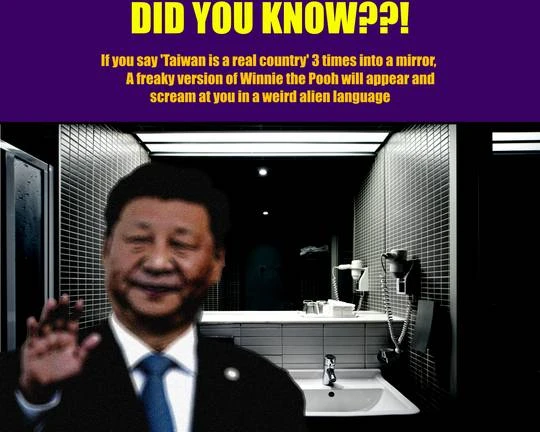 DID YOU KNOW??!
If you say 'Taiwan is a real country' 3 times into a mirror,
A freaky version of Winnie the Pooh will appear and
scream at you in a weird alien language